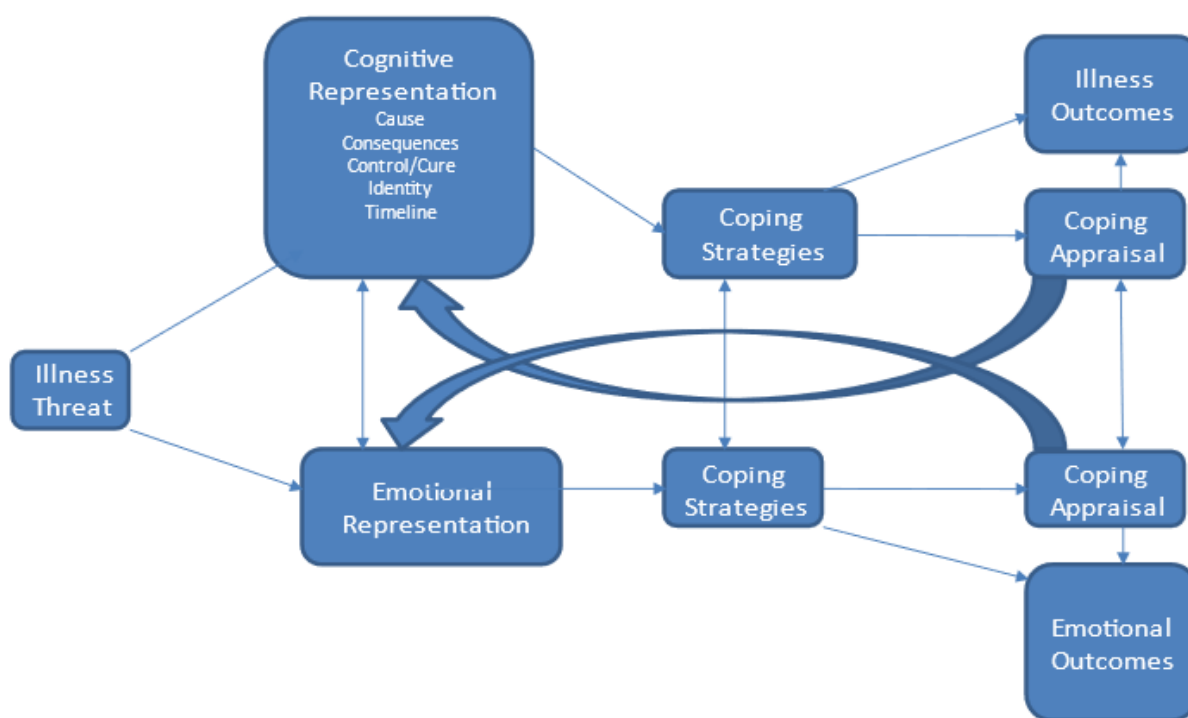 Cognitive
Representation
Cause
Consequences
Control/Cure
Identity
Timeline
Illness
Outcomes
Coping
Strategies
Coping
Appraisal
Illness
Threat
Emotional
Representation
Coping
Strategies
Coping
Appraisal
Emotional
Outcomes